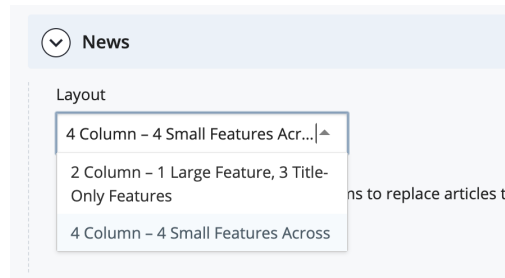 News
Layout
4 Column – 4 Small Features Acr...
2 Column – 1 Large Feature, 3 Title-
Only Features
ms to replace articles t
4 Column – 4 Small Features Across